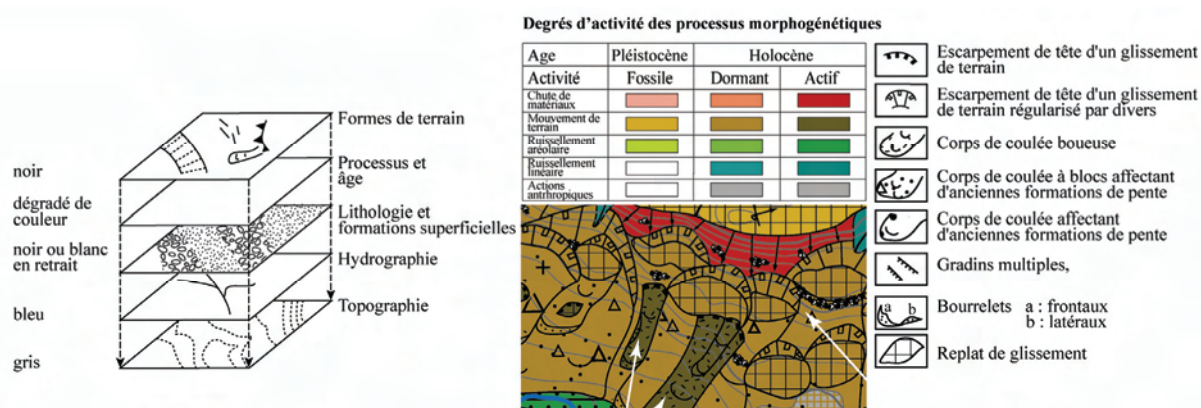 noir
dégradé de
couleur
noir ou blanc
en retrait
bleu
gris
Formes de terrain
Processus et
âge
Lithologie et
formations superficielles
Hydrographie
Topographie
Degrés d'activité des processus morphogénétiques
Age Pléistocène Holocène
Activité Fossile Dormant Actif
Chute de
matériaux
Mouvement de
terrain
Ruissellement
aréolaire
Ruissellement
linéaire
Actions
anthropiques
Escarpement de tête d'un glissement
de terrain
Escarpement de tête d'un glissement
de terrain régularisé par divers
Corps de coulée boueuse
Corps de coulée à blocs affectant
d'anciennes formations de pente
Corps de coulée affectant
d'anciennes formations de pente
Gradins multiples,
a b
Bourrelets a : frontaux
b : latéraux
Replat de glissement